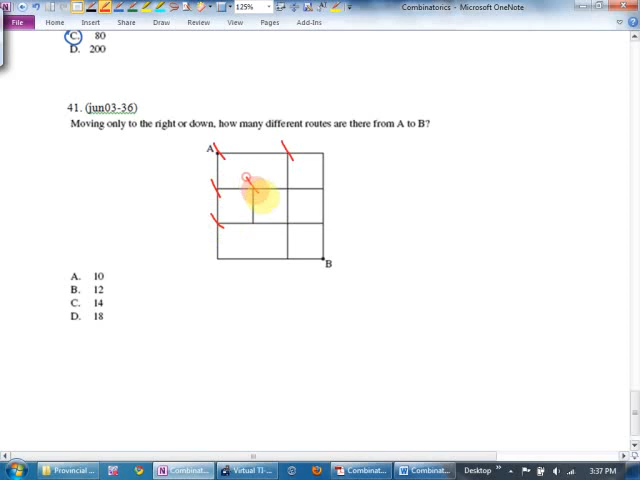 125%
Combinatorics - Microsoft OneNote
File Home Insert Share Draw Review View Pages Add-Ins
C. 80
D. 200
41. (jun03-36)
Moving only to the right or down, how many different routes are there from A to B?
A
B
A. 10
B. 12
C. 14
D. 18
Provincial ... Combinat... Virtual TI-... Combinat... Combinat... Desktop 3:37 PM